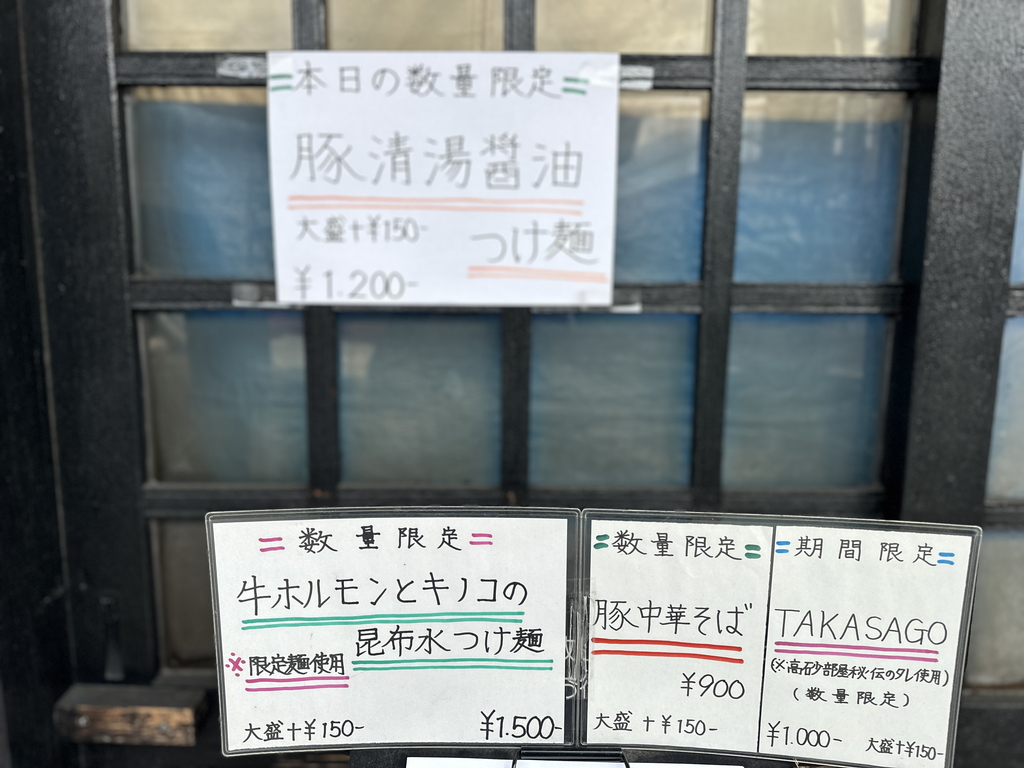 =本日の数量限定=
豚清湯醤油
大盛+¥150-
つけ麺
¥1.200-
=数量限定=
牛ホルモンとキノコの
昆布水つけ麺
※限定麺使用
大盛+¥150-
¥1.500-
=数量限定=
豚中華そば
¥900
大盛+¥150-
=期間限定=
TAKASAGO
(※高砂部屋秘伝のタレ使用)
(数量限定)
¥1.000-
大盛+¥150-